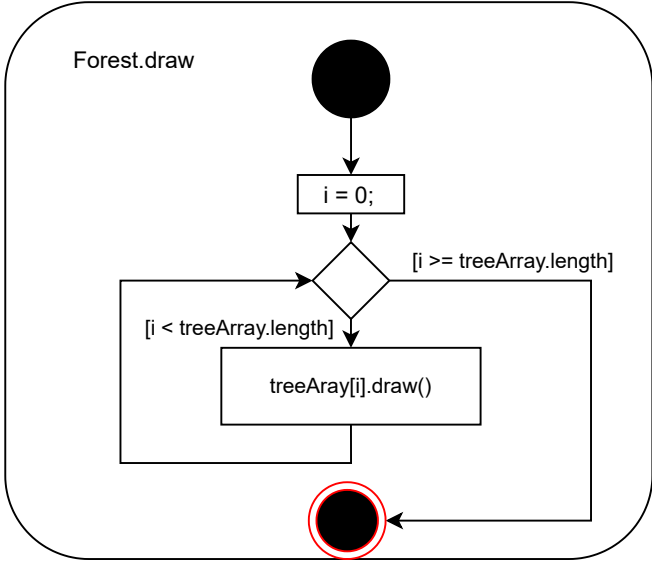 Forest.draw
i = 0;
[i >= treeArray.length]
[i < treeArray.length]
treeAray[i].draw()